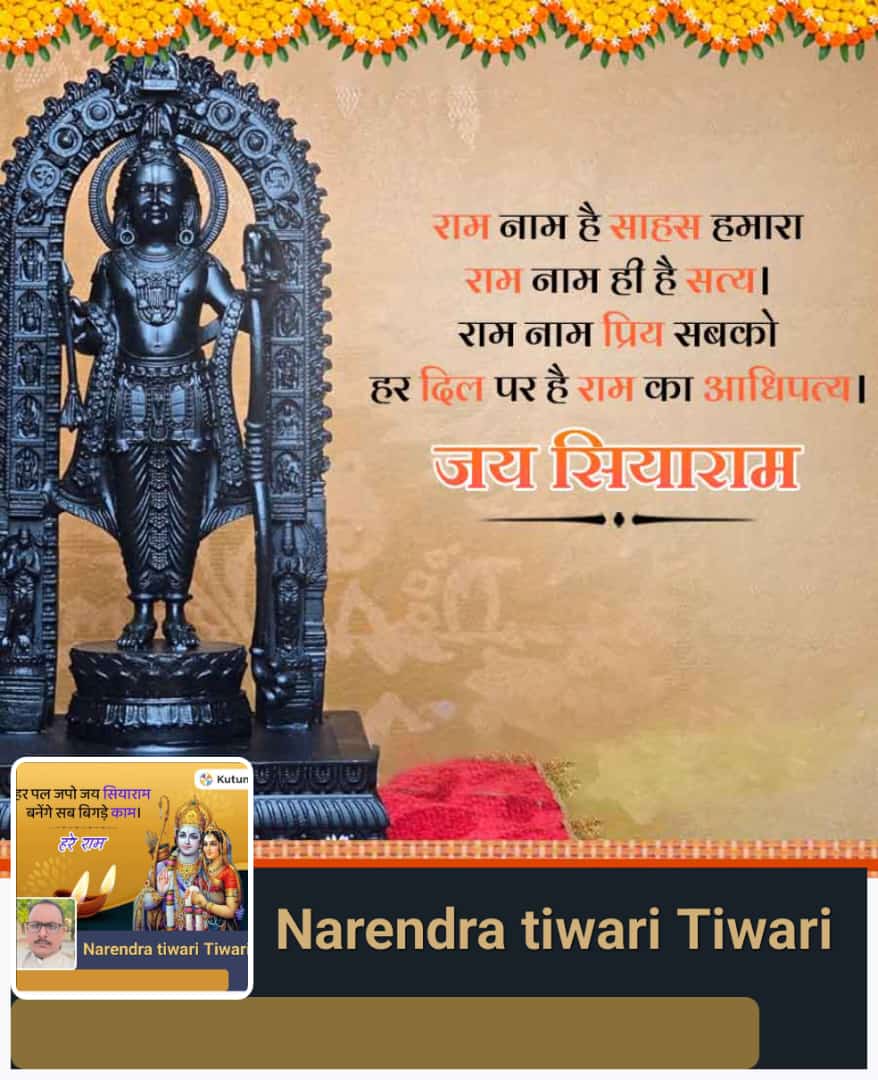 राम नाम है साहस हमारा
राम नाम ही है सत्य।
राम नाम प्रिय सबको
हर दिल पर है राम का आधिपत्य।
जय सियाराम
Kutun
हर पल जपो जय सियाराम
बनेंगे सब बिगड़े काम।
हरे राम
Narendra tiwari Tiwari
Narendra tiwari Tiwari